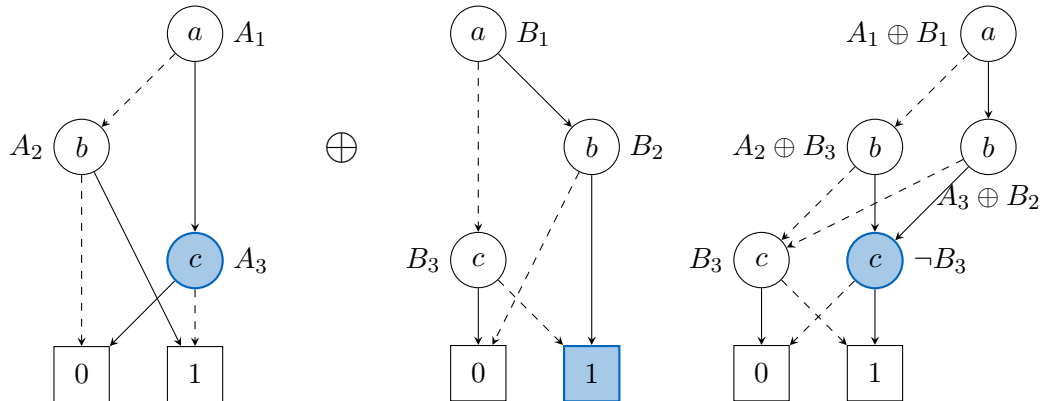 a A₁ a B₁ A₁ ⊕ B₁ a
A₂ b ⊕ b B₂ A₂ ⊕ B₃ b b
A₃ ⊕ B₂
c A₃ B₃ c B₃ c c ¬B₃
0 1 0 1 0 1